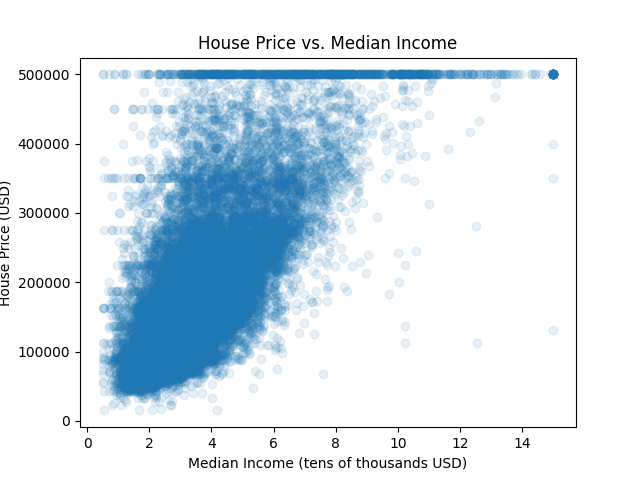 House Price vs. Median Income
500000
400000
300000
200000
100000
0
House Price (USD)
0 2 4 6 8 10 12 14
Median Income (tens of thousands USD)